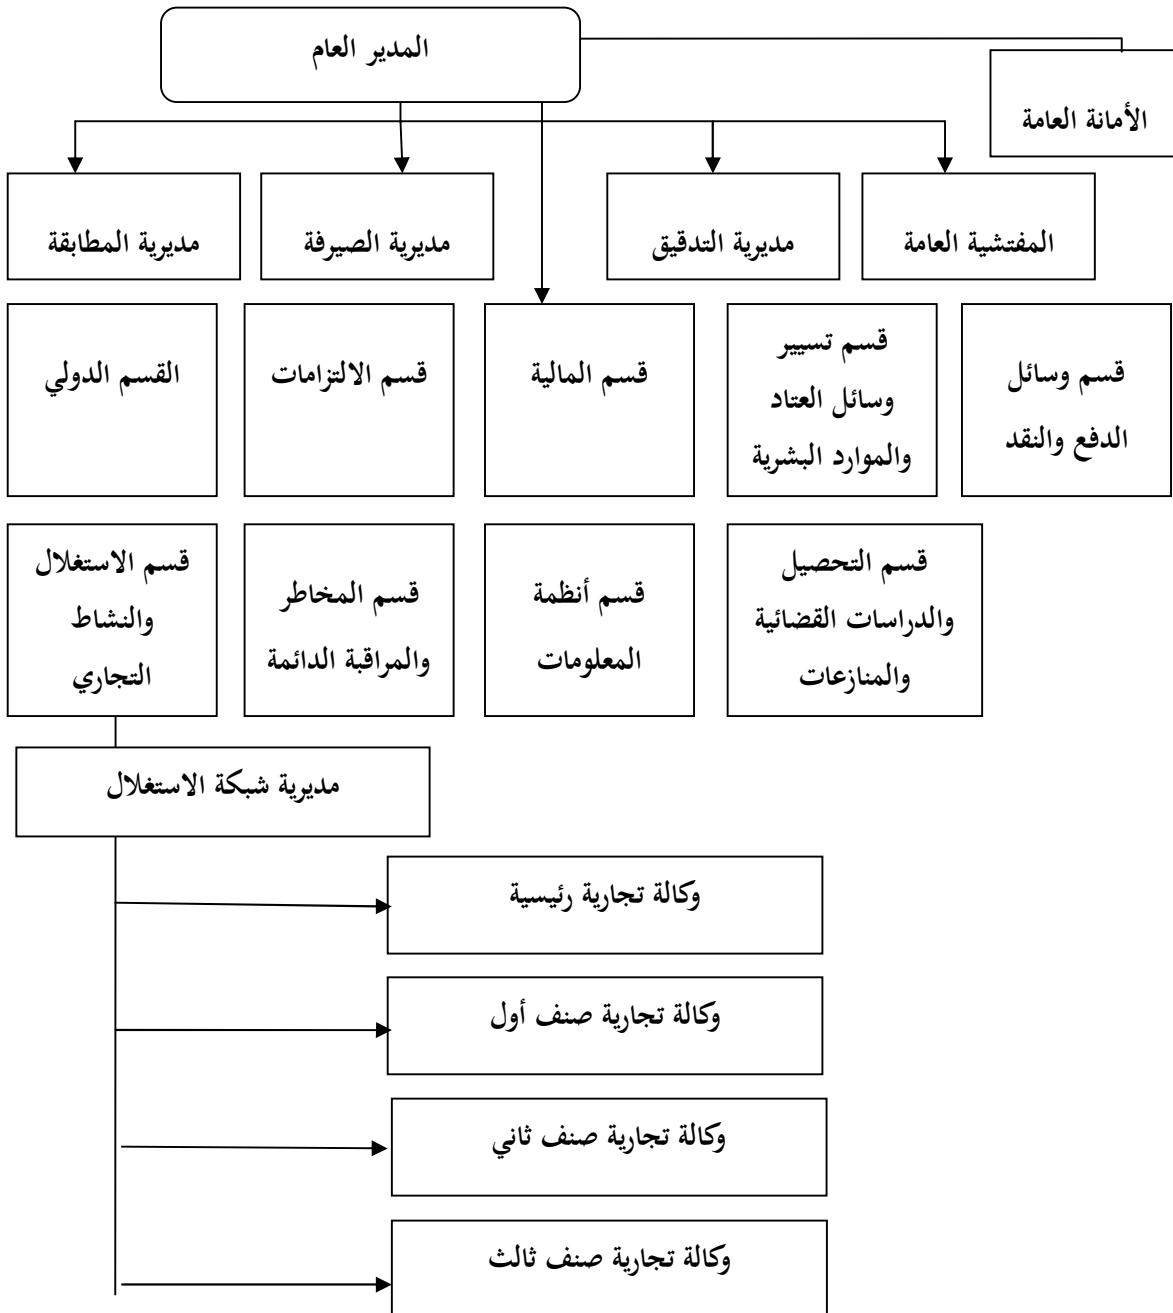 المدير العام
الأمانة العامة
المفتشية العامة
مديرية التدقيق
مديرية الصيرفة
مديرية المطابقة
قسم وسائل
الدفع والنقد
قسم تسيير
وسائل العتاد
والموارد البشرية
قسم المالية
قسم الالتزامات
القسم الدولي
قسم التحصيل
والدراسات القضائية
والمنازعات
قسم أنظمة
المعلومات
قسم المخاطر
والمراقبة الدائمة
قسم الاستغلال
والنشاط
التجاري
مديرية شبكة الاستغلال
وكالة تجارية رئيسية
وكالة تجارية صنف أول
وكالة تجارية صنف ثاني
وكالة تجارية صنف ثالث